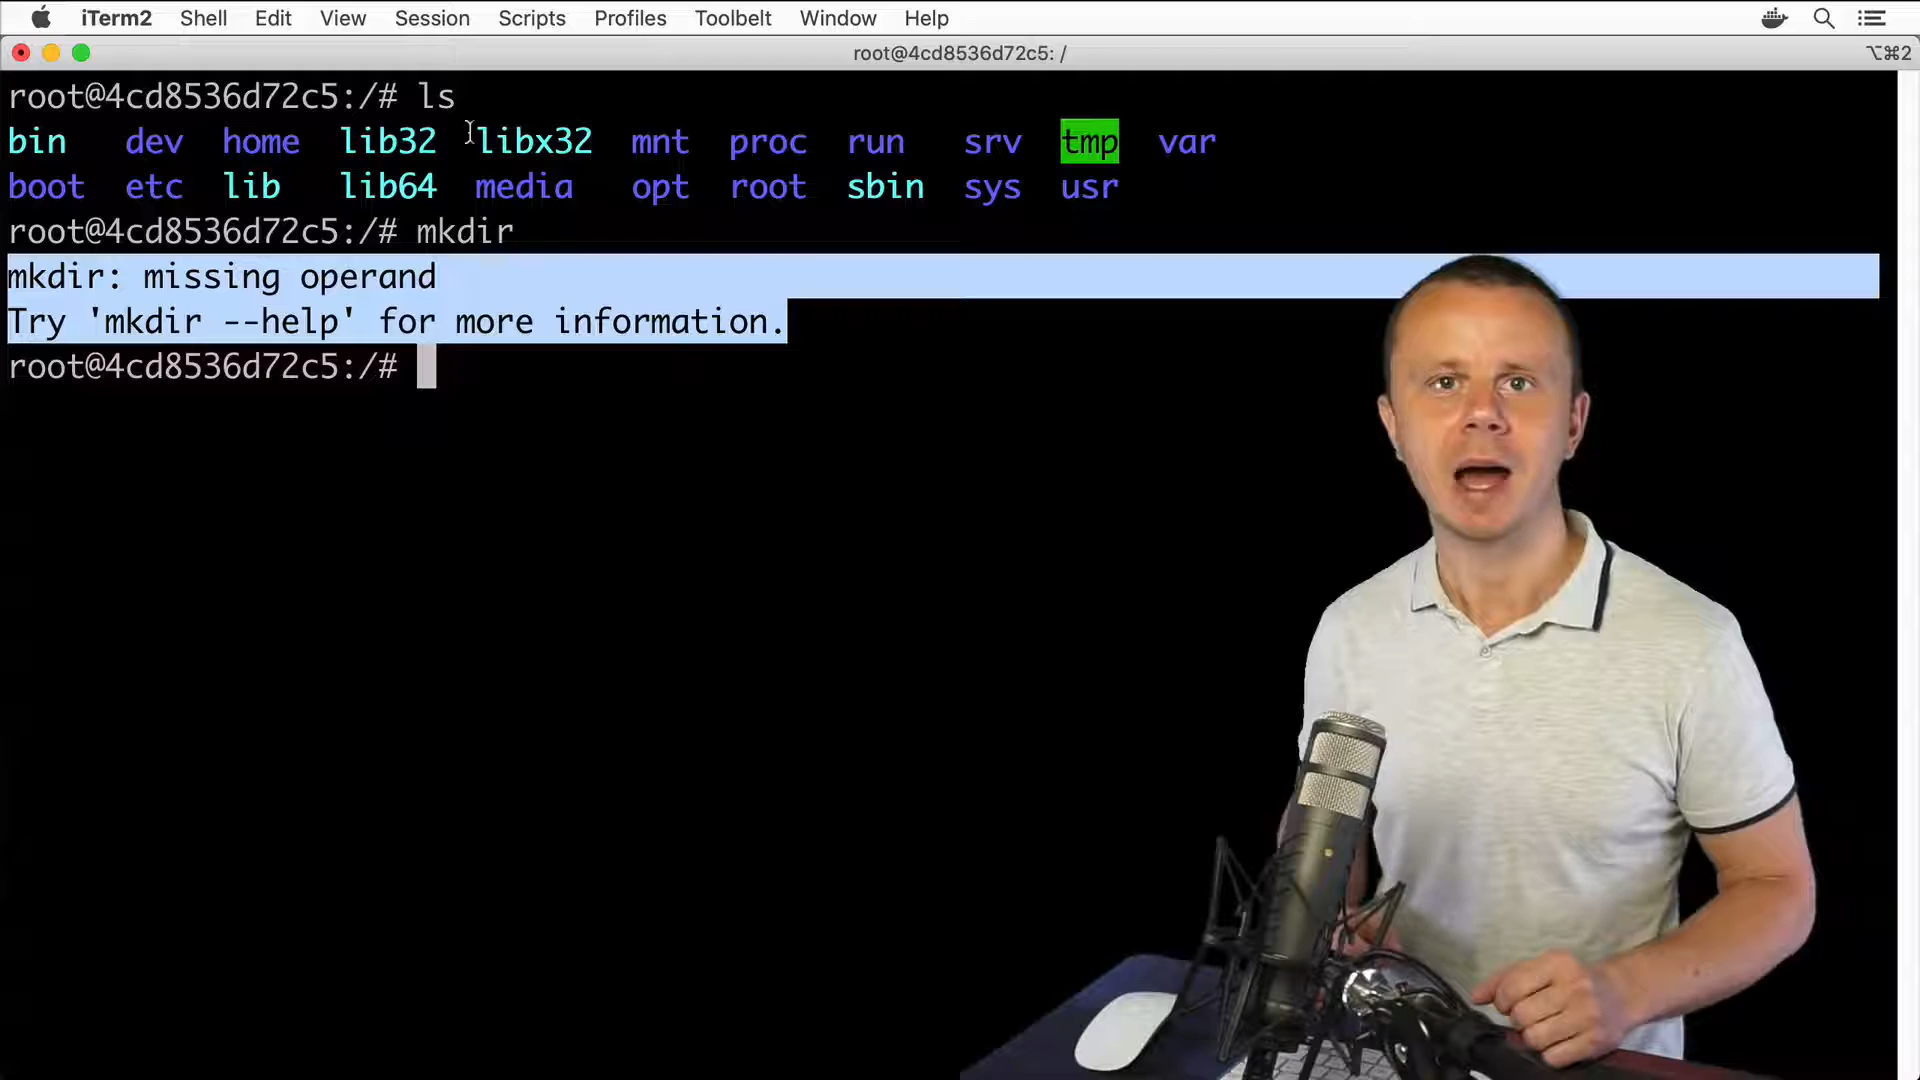 iTerm2 Shell Edit View Session Scripts Profiles Toolbelt Window Help
root@4cd8536d72c5: / ⌥⌘2
root@4cd8536d72c5:/# ls
bin dev home lib32 libx32 mnt proc run srv tmp var
boot etc lib lib64 media opt root sbin sys usr
root@4cd8536d72c5:/# mkdir
mkdir: missing operand
Try 'mkdir --help' for more information.
root@4cd8536d72c5:/#